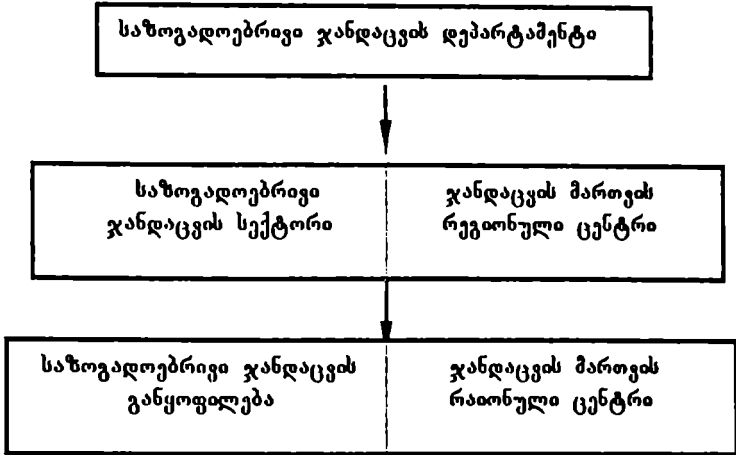 საზოგადოებრივი ჯანდაცვის დეპარტამენტი
საზოგადოებრივი
ჯანდაცვის სექტორი
ჯანდაცვის მართვის
რეგიონული ცენტრი
საზოგადოებრივი ჯანდაცვის
განყოფილება
ჯანდაცვის მართვის
რაიონული ცენტრი